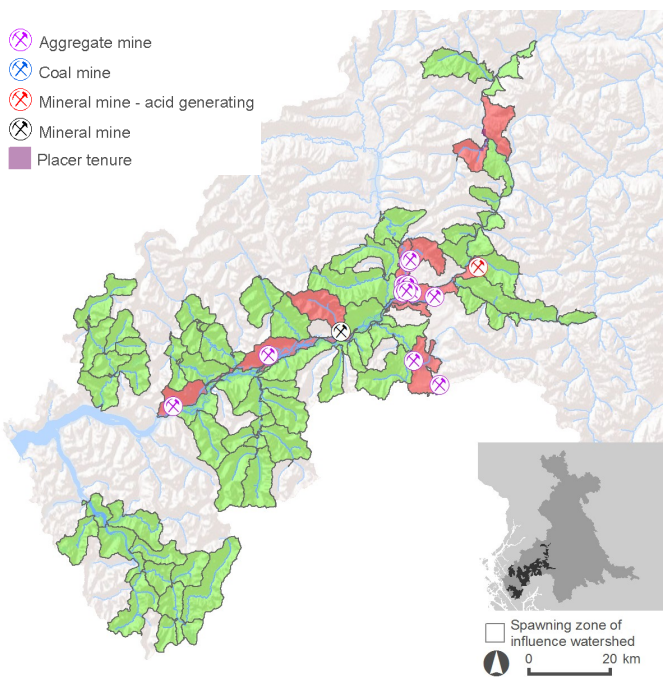 Aggregate mine
Coal mine
Mineral mine - acid generating
Mineral mine
Placer tenure
Spawning zone of
influence watershed
0 20 km